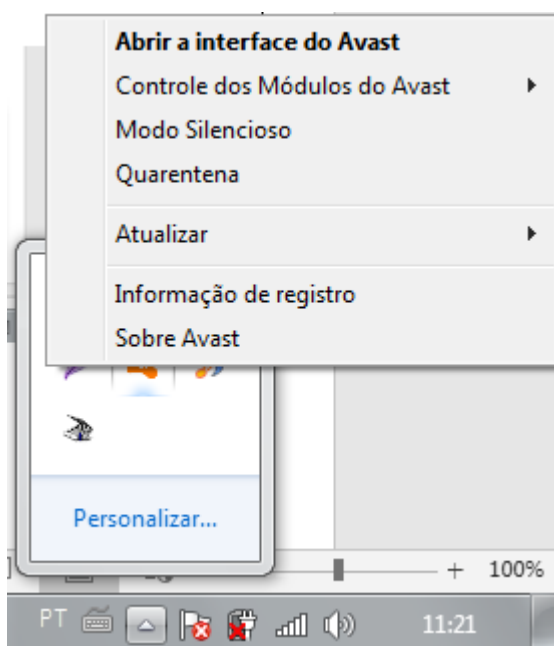 Abrir a interface do Avast
Controle dos Módulos do Avast
Modo Silencioso
Quarentena
Atualizar
Informação de registro
Sobre Avast
Personalizar...
100%
PT
11:21